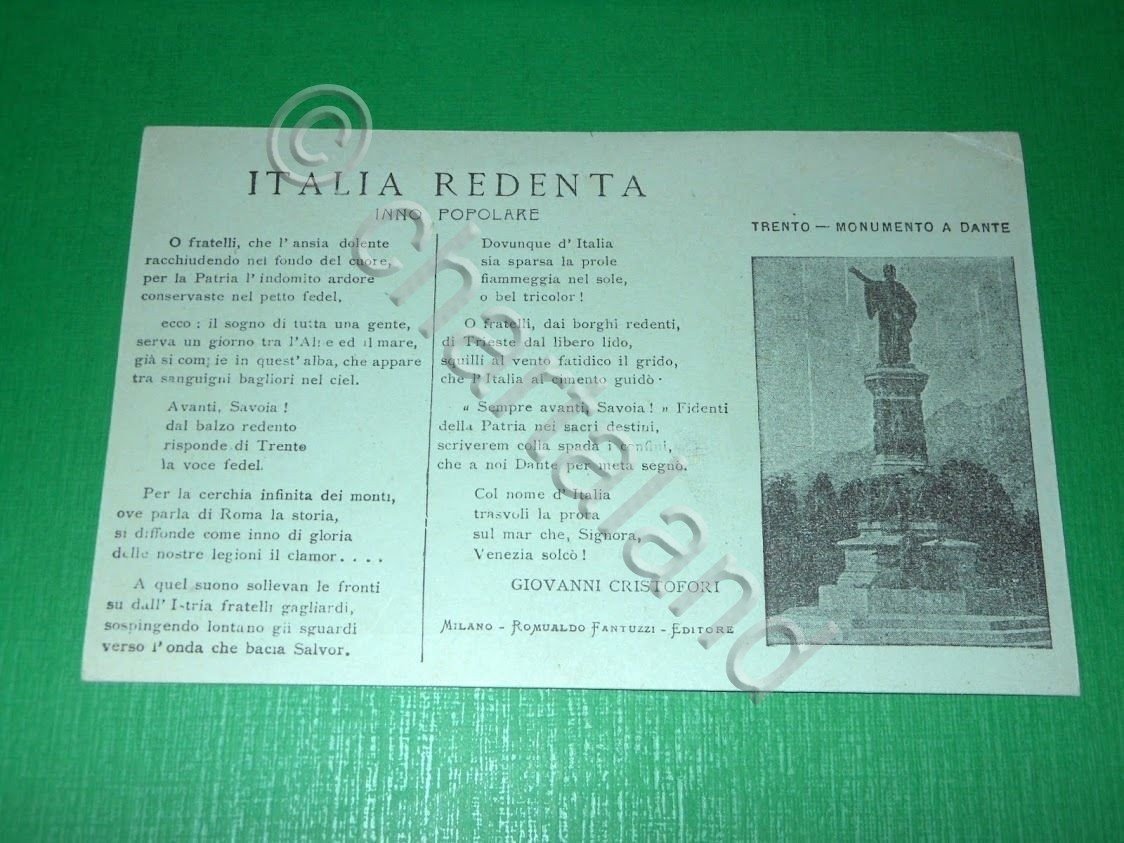 ITALIA REDENTA
INNO POPOLARE
O fratelli, che l' ansia dolente
racchiudendo nel fondo del cuore,
per la Patria l' indomito ardore
conservaste nel petto fedel,
ecco : il sogno di tutta una gente,
serva un giorno tra l'Alpe ed il mare,
già si compie in quest' alba, che appare
tra sanguigni bagliori nel ciel.
Avanti, Savoia !
dal balzo redento
risponde di Trento
la voce fedel.
Per la cerchia infinita dei monti,
ove parla di Roma la storia,
si diffonde come inno di gloria
delle nostre legioni il clamor . . . .
A quel suono sollevan le fronti
su dall' Istria fratelli gagliardi,
sospingendo lontano gli sguardi
verso l' onda che bacia Salvor.
Dovunque d' Italia
sia sparsa la prole
fiammeggia nel sole,
o bel tricolor !
O fratelli, dai borghi redenti,
di Trieste dal libero lido,
squilli al vento fatidico il grido,
che l'Italia al cimento guidò .
« Sempre avanti, Savoia ! » Fidenti
della Patria nei sacri destini,
scriverem colla spada i confini,
che a noi Dante per meta segnò.
Col nome d' Italia
trasvoli la prora
sul mar che, Signora,
Venezia solcò !
GIOVANNI CRISTOFORI
MILANO - ROMUALDO FANTUZZI - EDITORE
TRENTO — MONUMENTO A DANTE
© chartaland